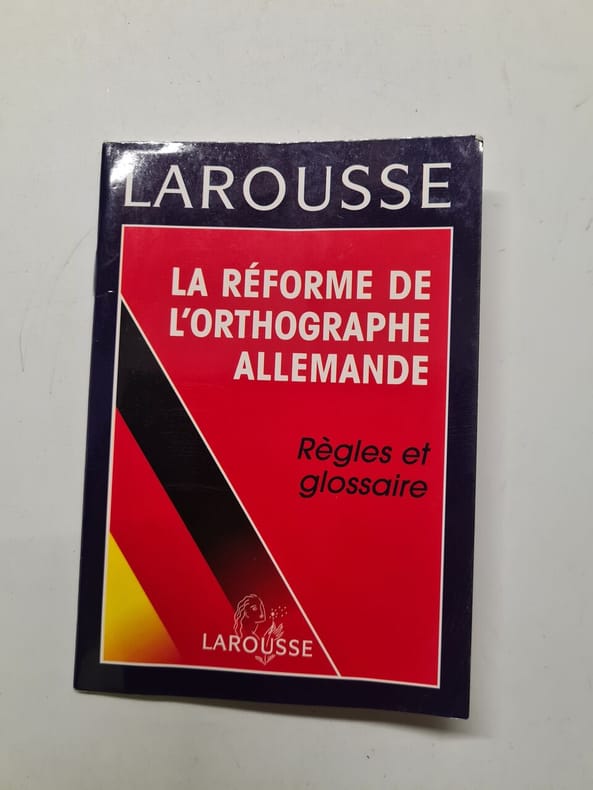 LAROUSSE
LA RÉFORME DE
L'ORTHOGRAPHE
ALLEMANDE
Règles et
glossaire
LAROUSSE